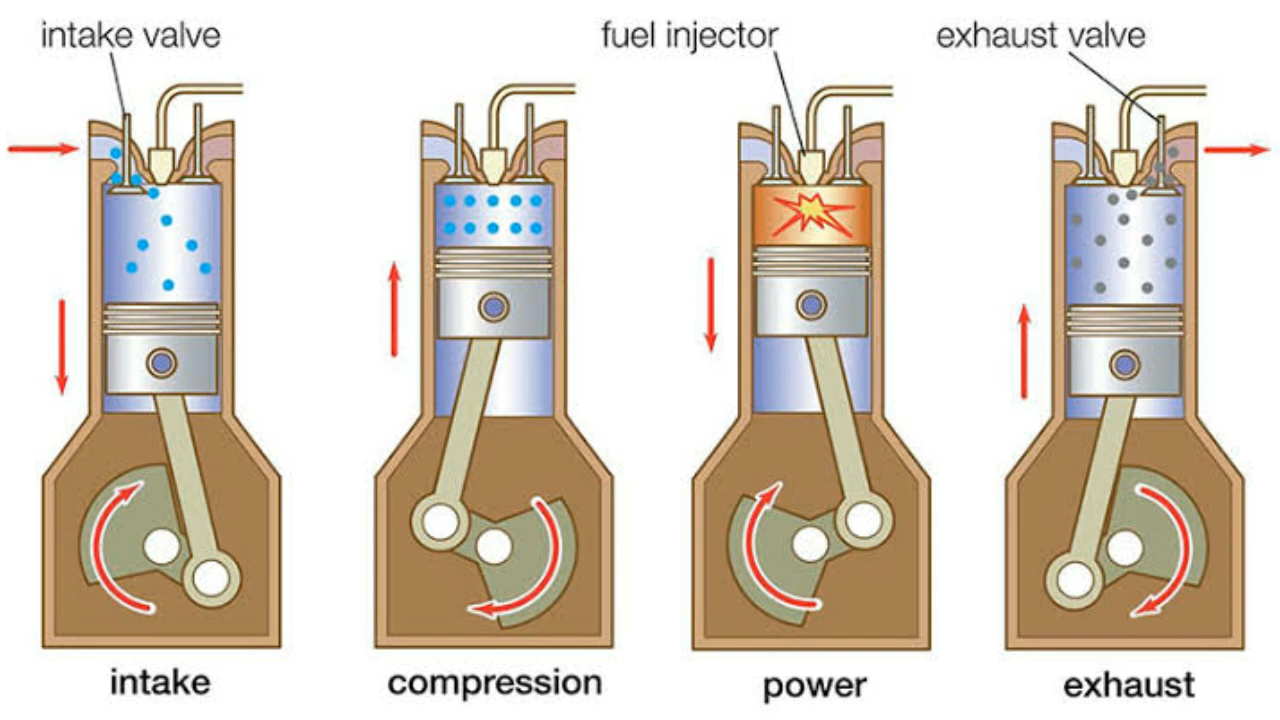 intake valve
fuel injector
exhaust valve
intake
compression
power
exhaust